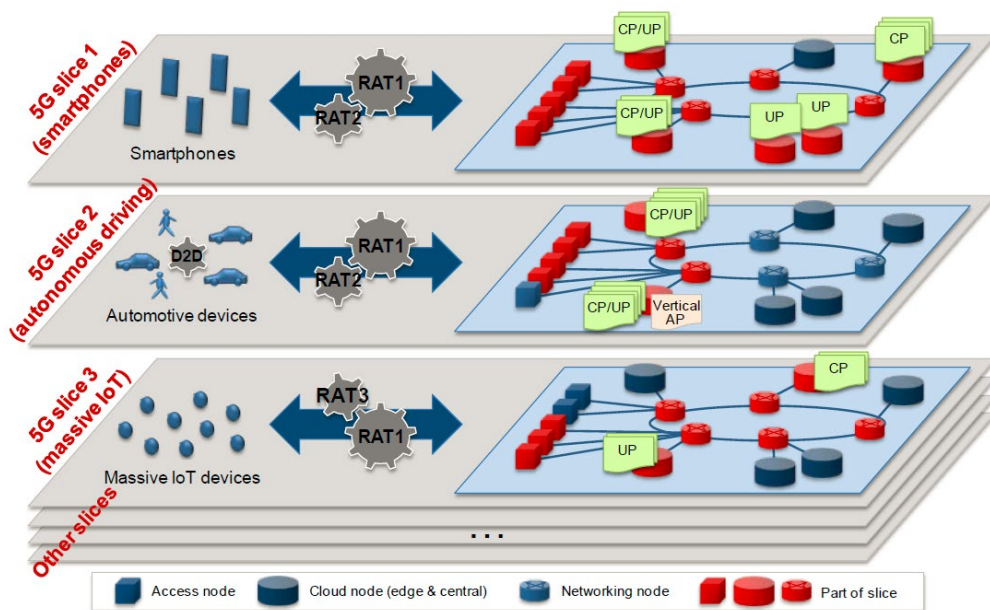 5G slice 1
(smartphones)
Smartphones
RAT1
RAT2
CP/UP
CP/UP
CP
UP
UP
5G slice 2
(autonomous driving)
D2D
Automotive devices
RAT1
RAT2
CP/UP
CP/UP
Vertical
AP
5G slice 3
(massive IoT)
Massive IoT devices
RAT3
RAT1
CP
UP
Other slices
...
Access node
Cloud node (edge & central)
Networking node
Part of slice